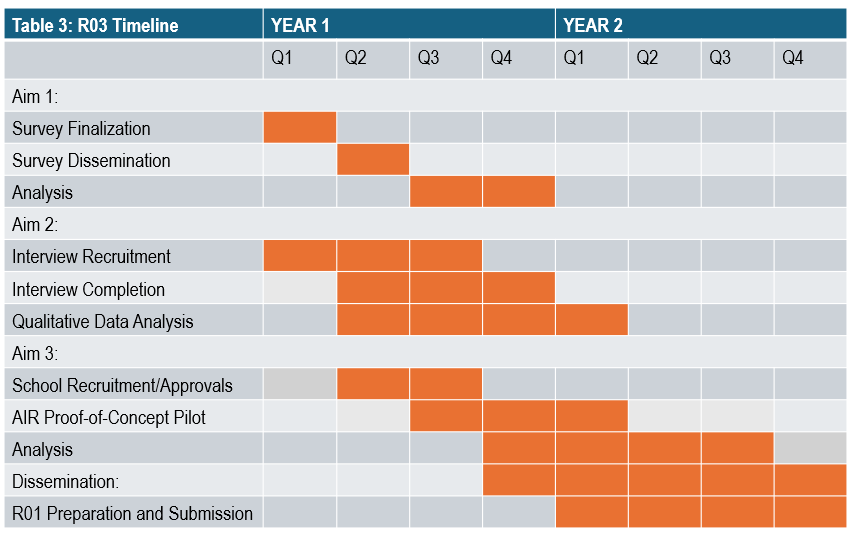 Table 3: R03 Timeline YEAR 1 YEAR 2
Q1 Q2 Q3 Q4 Q1 Q2 Q3 Q4
Aim 1:
Survey Finalization
Survey Dissemination
Analysis
Aim 2:
Interview Recruitment
Interview Completion
Qualitative Data Analysis
Aim 3:
School Recruitment/Approvals
AIR Proof-of-Concept Pilot
Analysis
Dissemination:
R01 Preparation and Submission